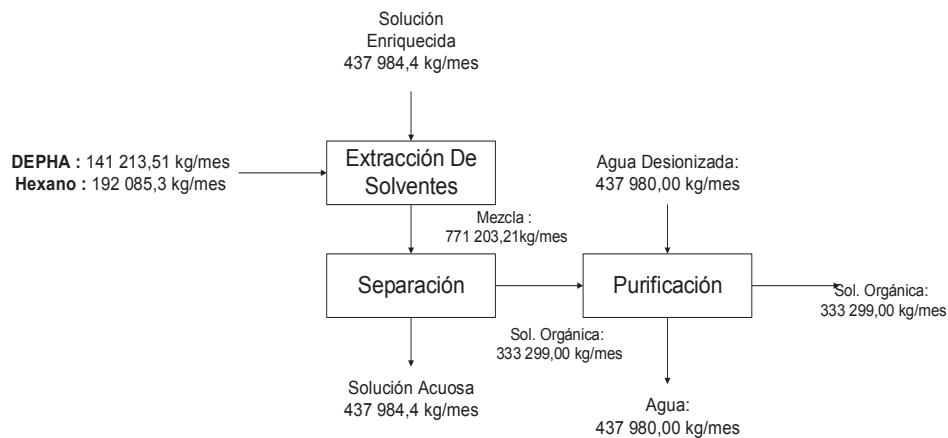 Solución
Enriquecida
437 984,4 kg/mes
DEPHA : 141 213,51 kg/mes
Hexano : 192 085,3 kg/mes
Extracción De
Solventes
Agua Desionizada:
437 980,00 kg/mes
Mezcla :
771 203,21kg/mes
Separación
Purificación
Sol. Orgánica:
333 299,00 kg/mes
Sol. Orgánica:
333 299,00 kg/mes
Solución Acuosa
437 984,4 kg/mes
Agua:
437 980,00 kg/mes